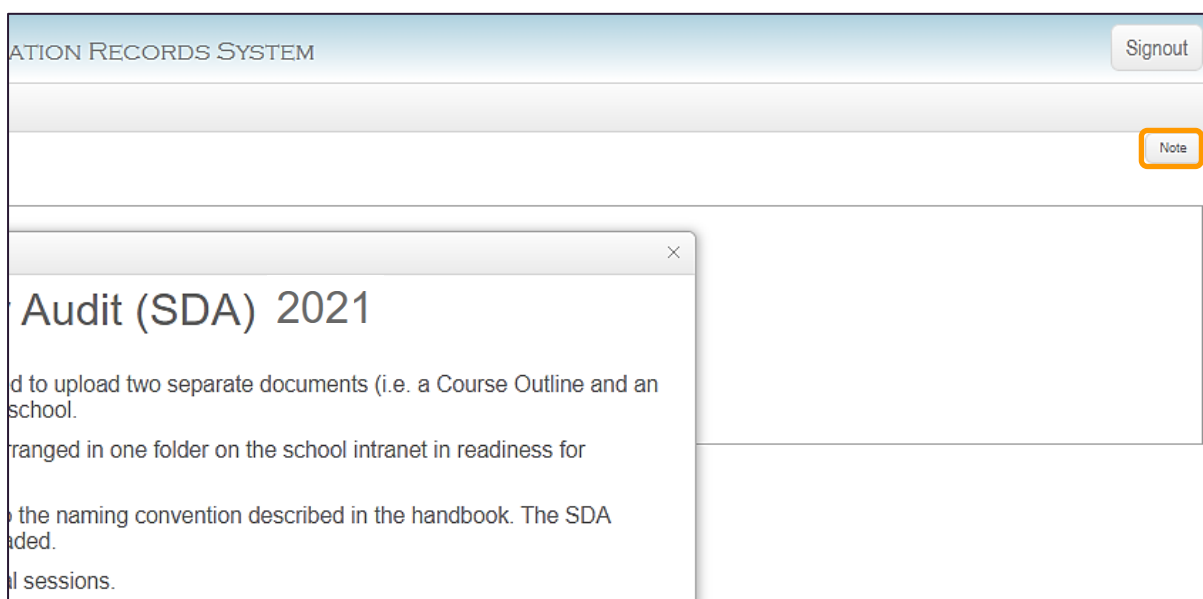 ATION RECORDS SYSTEM
Signout
Note
Audit (SDA) 2021
d to upload two separate documents (i.e. a Course Outline and an
school.
rranged in one folder on the school intranet in readiness for
the naming convention described in the handbook. The SDA
aded.
l sessions.